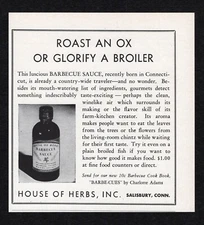 ROAST AN OX
OR GLORIFY A BROILER
This luscious BARBECUE SAUCE, recently born in Connecti-
cut, is already a country-wide traveler—and no wonder. Be-
sides its mouth-watering list of ingredients, gourmets detect
something indescribably taste-exciting — perhaps the clean,
winelike air which surrounds its
making or the flavor skill of its
farm-kitchen creator. Its aroma
makes people want to eat the leaves
from the trees or the flowers from
the living-room chintz while waiting
for their first taste. Try it even on a
plain broiled fish if you want to
know how good it makes food. $1.00
at fine food counters or direct.
Send for our new 10c Barbecue Cook Book,
"BARBE-CUES" by Charlotte Adams
BARBECUE
SAUCE
HOUSE OF HERBS, INC. SALISBURY, CONN.